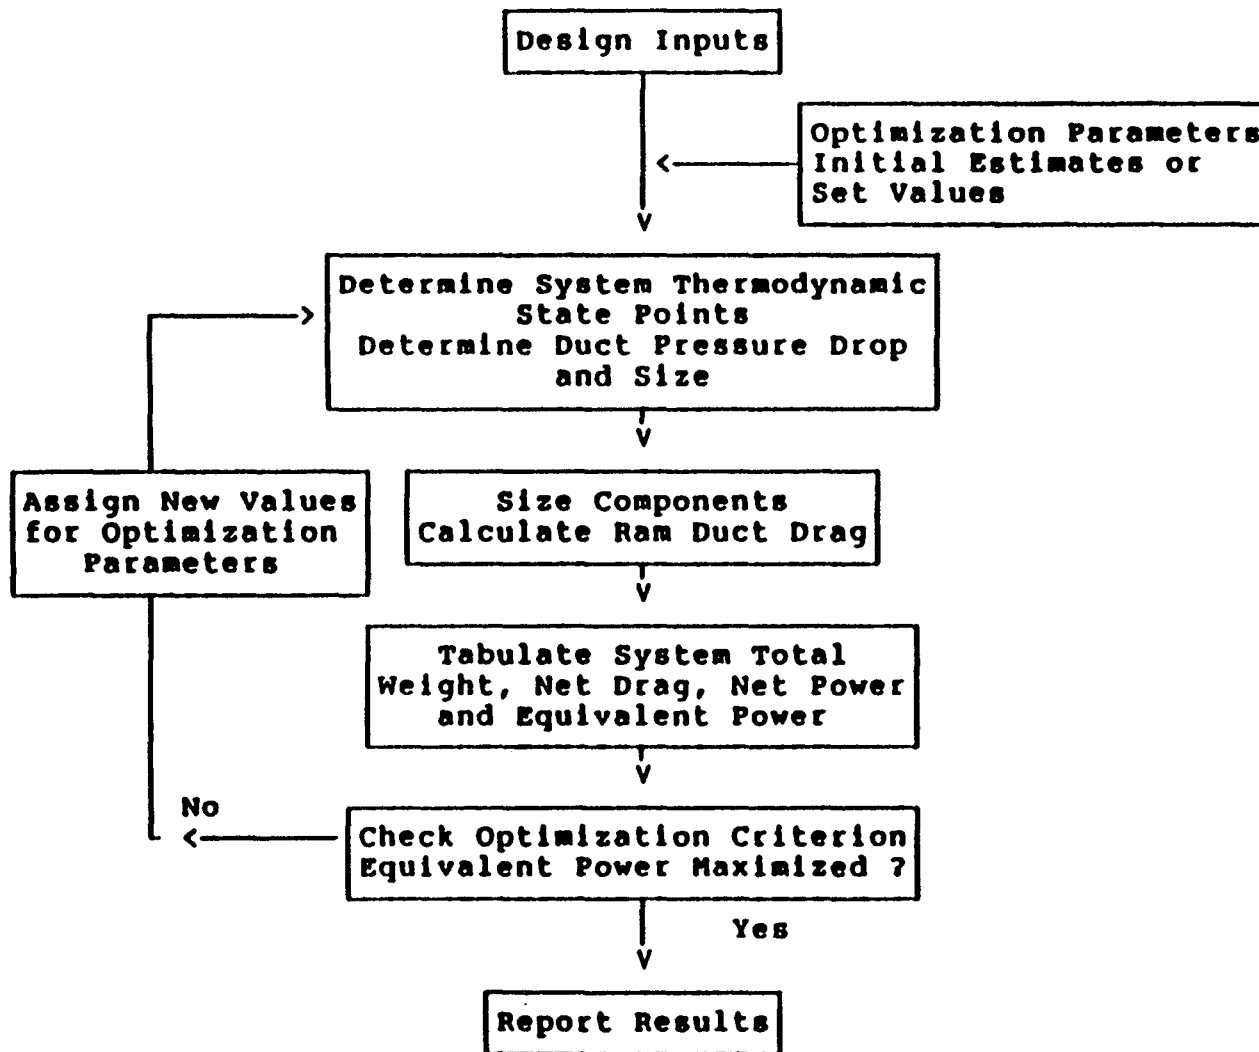 Design Inputs
Optimization Parameters
Initial Estimates or
Set Values
Determine System Thermodynamic
State Points
Determine Duct Pressure Drop
and Size
Assign New Values
for Optimization
Parameters
Size Components
Calculate Ram Duct Drag
Tabulate System Total
Weight, Net Drag, Net Power
and Equivalent Power
No
Check Optimization Criterion
Equivalent Power Maximized ?
Yes
Report Results